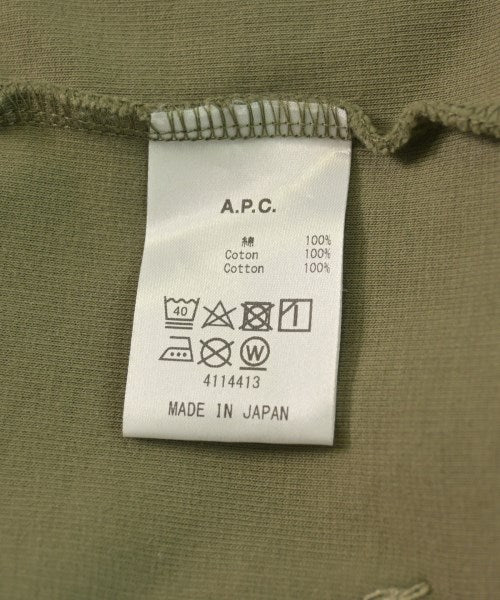 A.P.C.
綿 100%
Coton 100%
Cotton 100%
40
W
4114413
MADE IN JAPAN